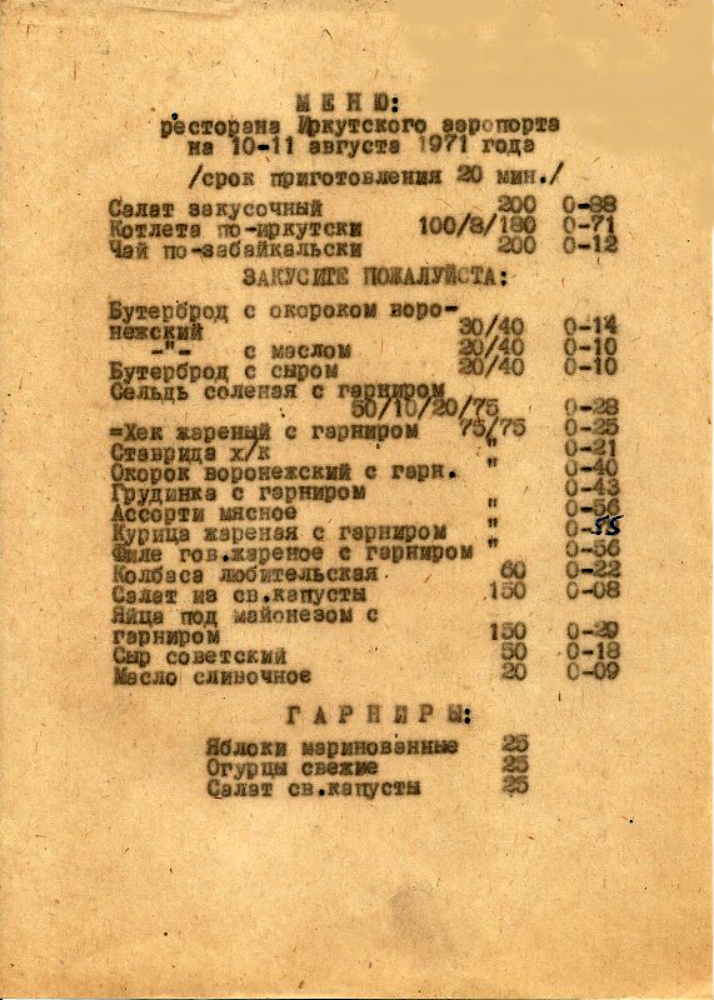 МЕНЮ:
ресторана Иркутского аэропорта
на 10-11 августа 1971 года
/срок приготовления 20 мин./
Салат закусочный 200 0-88
Котлета по-иркутски 100/8/180 0-71
Чай по-забайкальски 200 0-12
ЗАКУСИТЕ ПОЖАЛУЙСТА:
Бутерброд с окороком воро-
нежский 30/40 0-14
-"- с маслом 20/40 0-10
Бутерброд с сыром 20/40 0-10
Сельдь соленая с гарниром
50/10/20/75 0-28
=Хек жареный с гарниром 75/75 0-25
Ставрида х/к " 0-21
Окорок воронежский с гарн. " 0-40
Грудинка с гарниром 0-43
Ассорти мясное " 0-56
Курица жареная с гарниром " 0-55
Филе гов.жареное с гарниром " 0-56
Колбаса любительская 60 0-22
Салат из св.капусты 150 0-08
Яйца под майонезом с
гарниром 150 0-29
Сыр советский 50 0-18
Масло сливочное 20 0-09
ГАРНИРЫ:
Яблоки маринованные 25
Огурцы свежие 25
Салат св.капусты 25